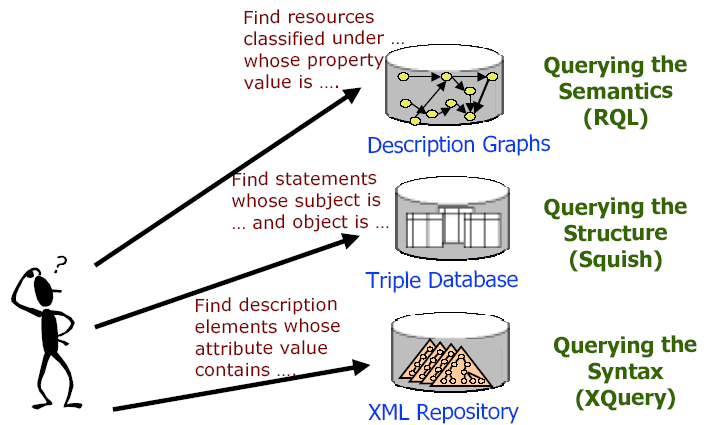 Find resources
classified under …
whose property
value is ….
Querying the
Semantics
(RQL)
Description Graphs
Find statements
whose subject is
… and object is …
Querying the
Structure
(Squish)
Triple Database
?
Find description
elements whose
attribute value
contains ….
Querying the
Syntax
(XQuery)
XML Repository